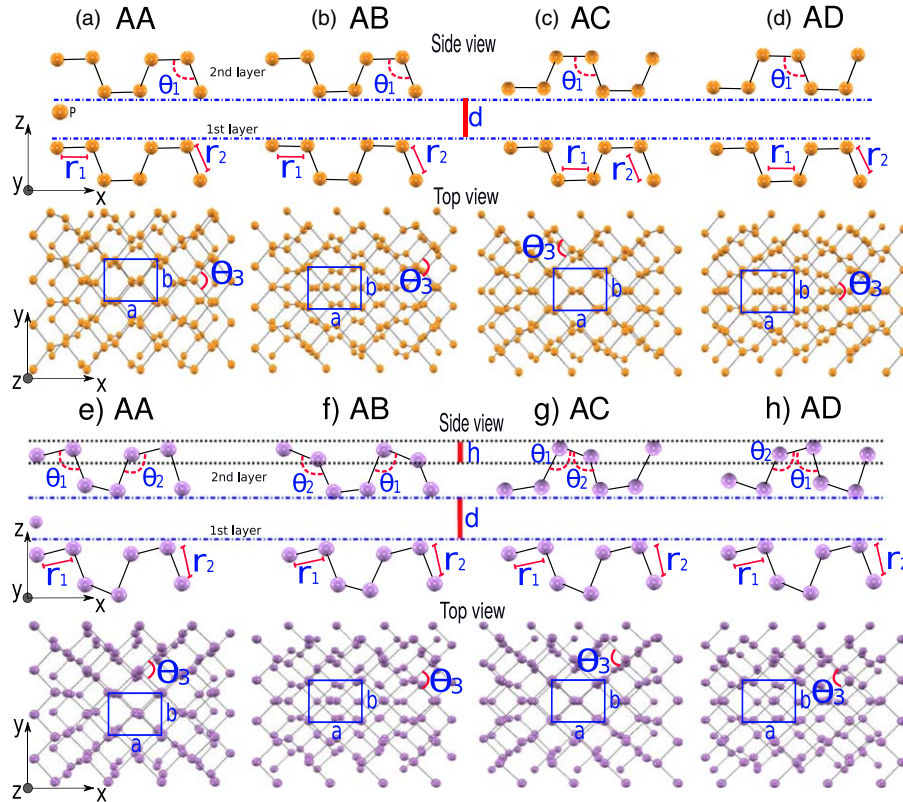 (a) AA (b) AB (c) AC (d) AD
Side view
2nd layer θ₁ θ₁ θ₁ θ₁
P
d
1st layer
z r₁ r₂ r₁ r₂ r₁ r₂ r₁ r₂
y x
Top view
Θ₃ Θ₃ Θ₃ Θ₃
b b b b
a a a a
y
z x
e) AA f) AB g) AC h) AD
Side view
h
θ₁ θ₂ θ₂ θ₁ θ₁ θ₂ θ₂ θ₁
2nd layer
d
z 1st layer
r₁ r₂ r₁ r₂ r₁ r₂ r₁ r₂
y x
Top view
Θ₃ Θ₃ Θ₃ Θ₃
b b b b
a a a a
y
z x